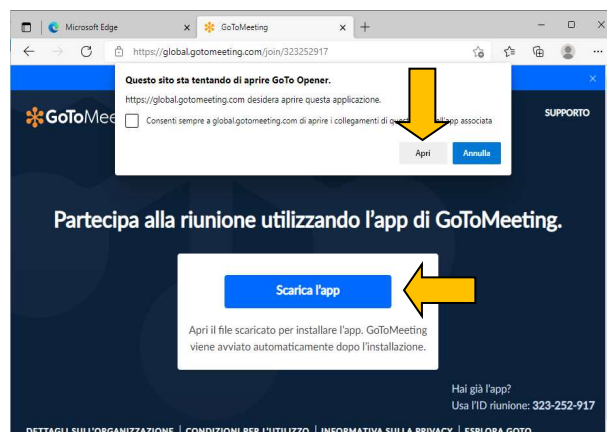 Microsoft Edge
GoToMeeting
https://global.gotomeeting.com/join/323252917
Questo sito sta tentando di aprire GoTo Opener.
https://global.gotomeeting.com desidera aprire questa applicazione.
Consenti sempre a global.gotomeeting.com di aprire i collegamenti di app associata
Apri
Annulla
GoToMee
SUPPORTO
Partecipa alla riunione utilizzando l'app di GoToMeeting.
Scarica l'app
Apri il file scaricato per installare l'app. GoToMeeting
viene avviato automaticamente dopo l'installazione.
Hai già l'app?
Usa l'ID riunione: 323-252-917
DETTAGLI SULL'ORGANIZZAZIONE | CONDIZIONI PER L'UTILIZZO | INFORMATIVA SULLA PRIVACY | ESPLORA GOTO